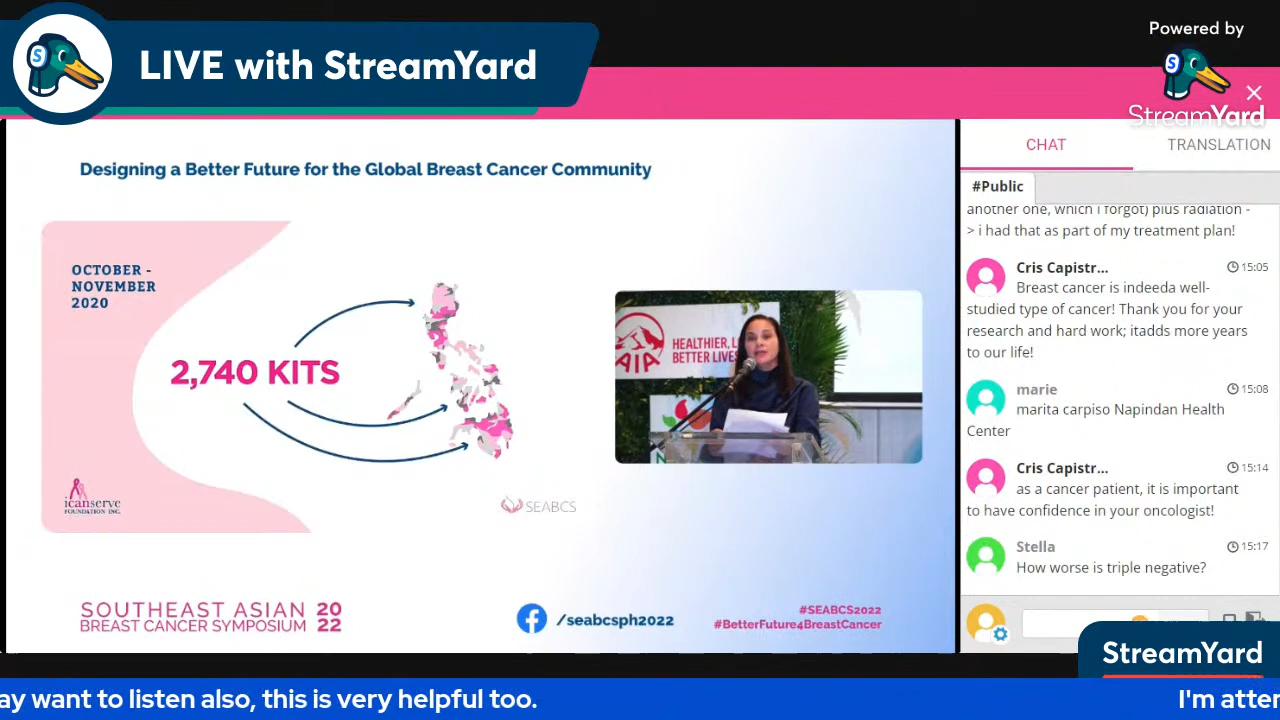 LIVE with StreamYard
Powered by
StreamYard
Designing a Better Future for the Global Breast Cancer Community
OCTOBER -
NOVEMBER
2020
2,740 KITS
icanserve
FOUNDATION INC.
SEABCS
AIA
HEALTHIER, L
BETTER LIVES
SOUTHEAST ASIAN
BREAST CANCER SYMPOSIUM
20
22
/seabcsph2022
#SEABCS2022
#BetterFuture4BreastCancer
CHAT
TRANSLATION
#Public
another one, which i forgot) plus radiation -
> i had that as part of my treatment plan!
Cris Capistr... 15:05
Breast cancer is indeeda well-
studied type of cancer! Thank you for your
research and hard work; itadds more years
to our life!
marie 15:08
marita carpiso Napindan Health
Center
Cris Capistr... 15:14
as a cancer patient, it is important
to have confidence in your oncologist!
Stella 15:17
How worse is triple negative?
StreamYard
ay want to listen also, this is very helpful too.
I'm atter